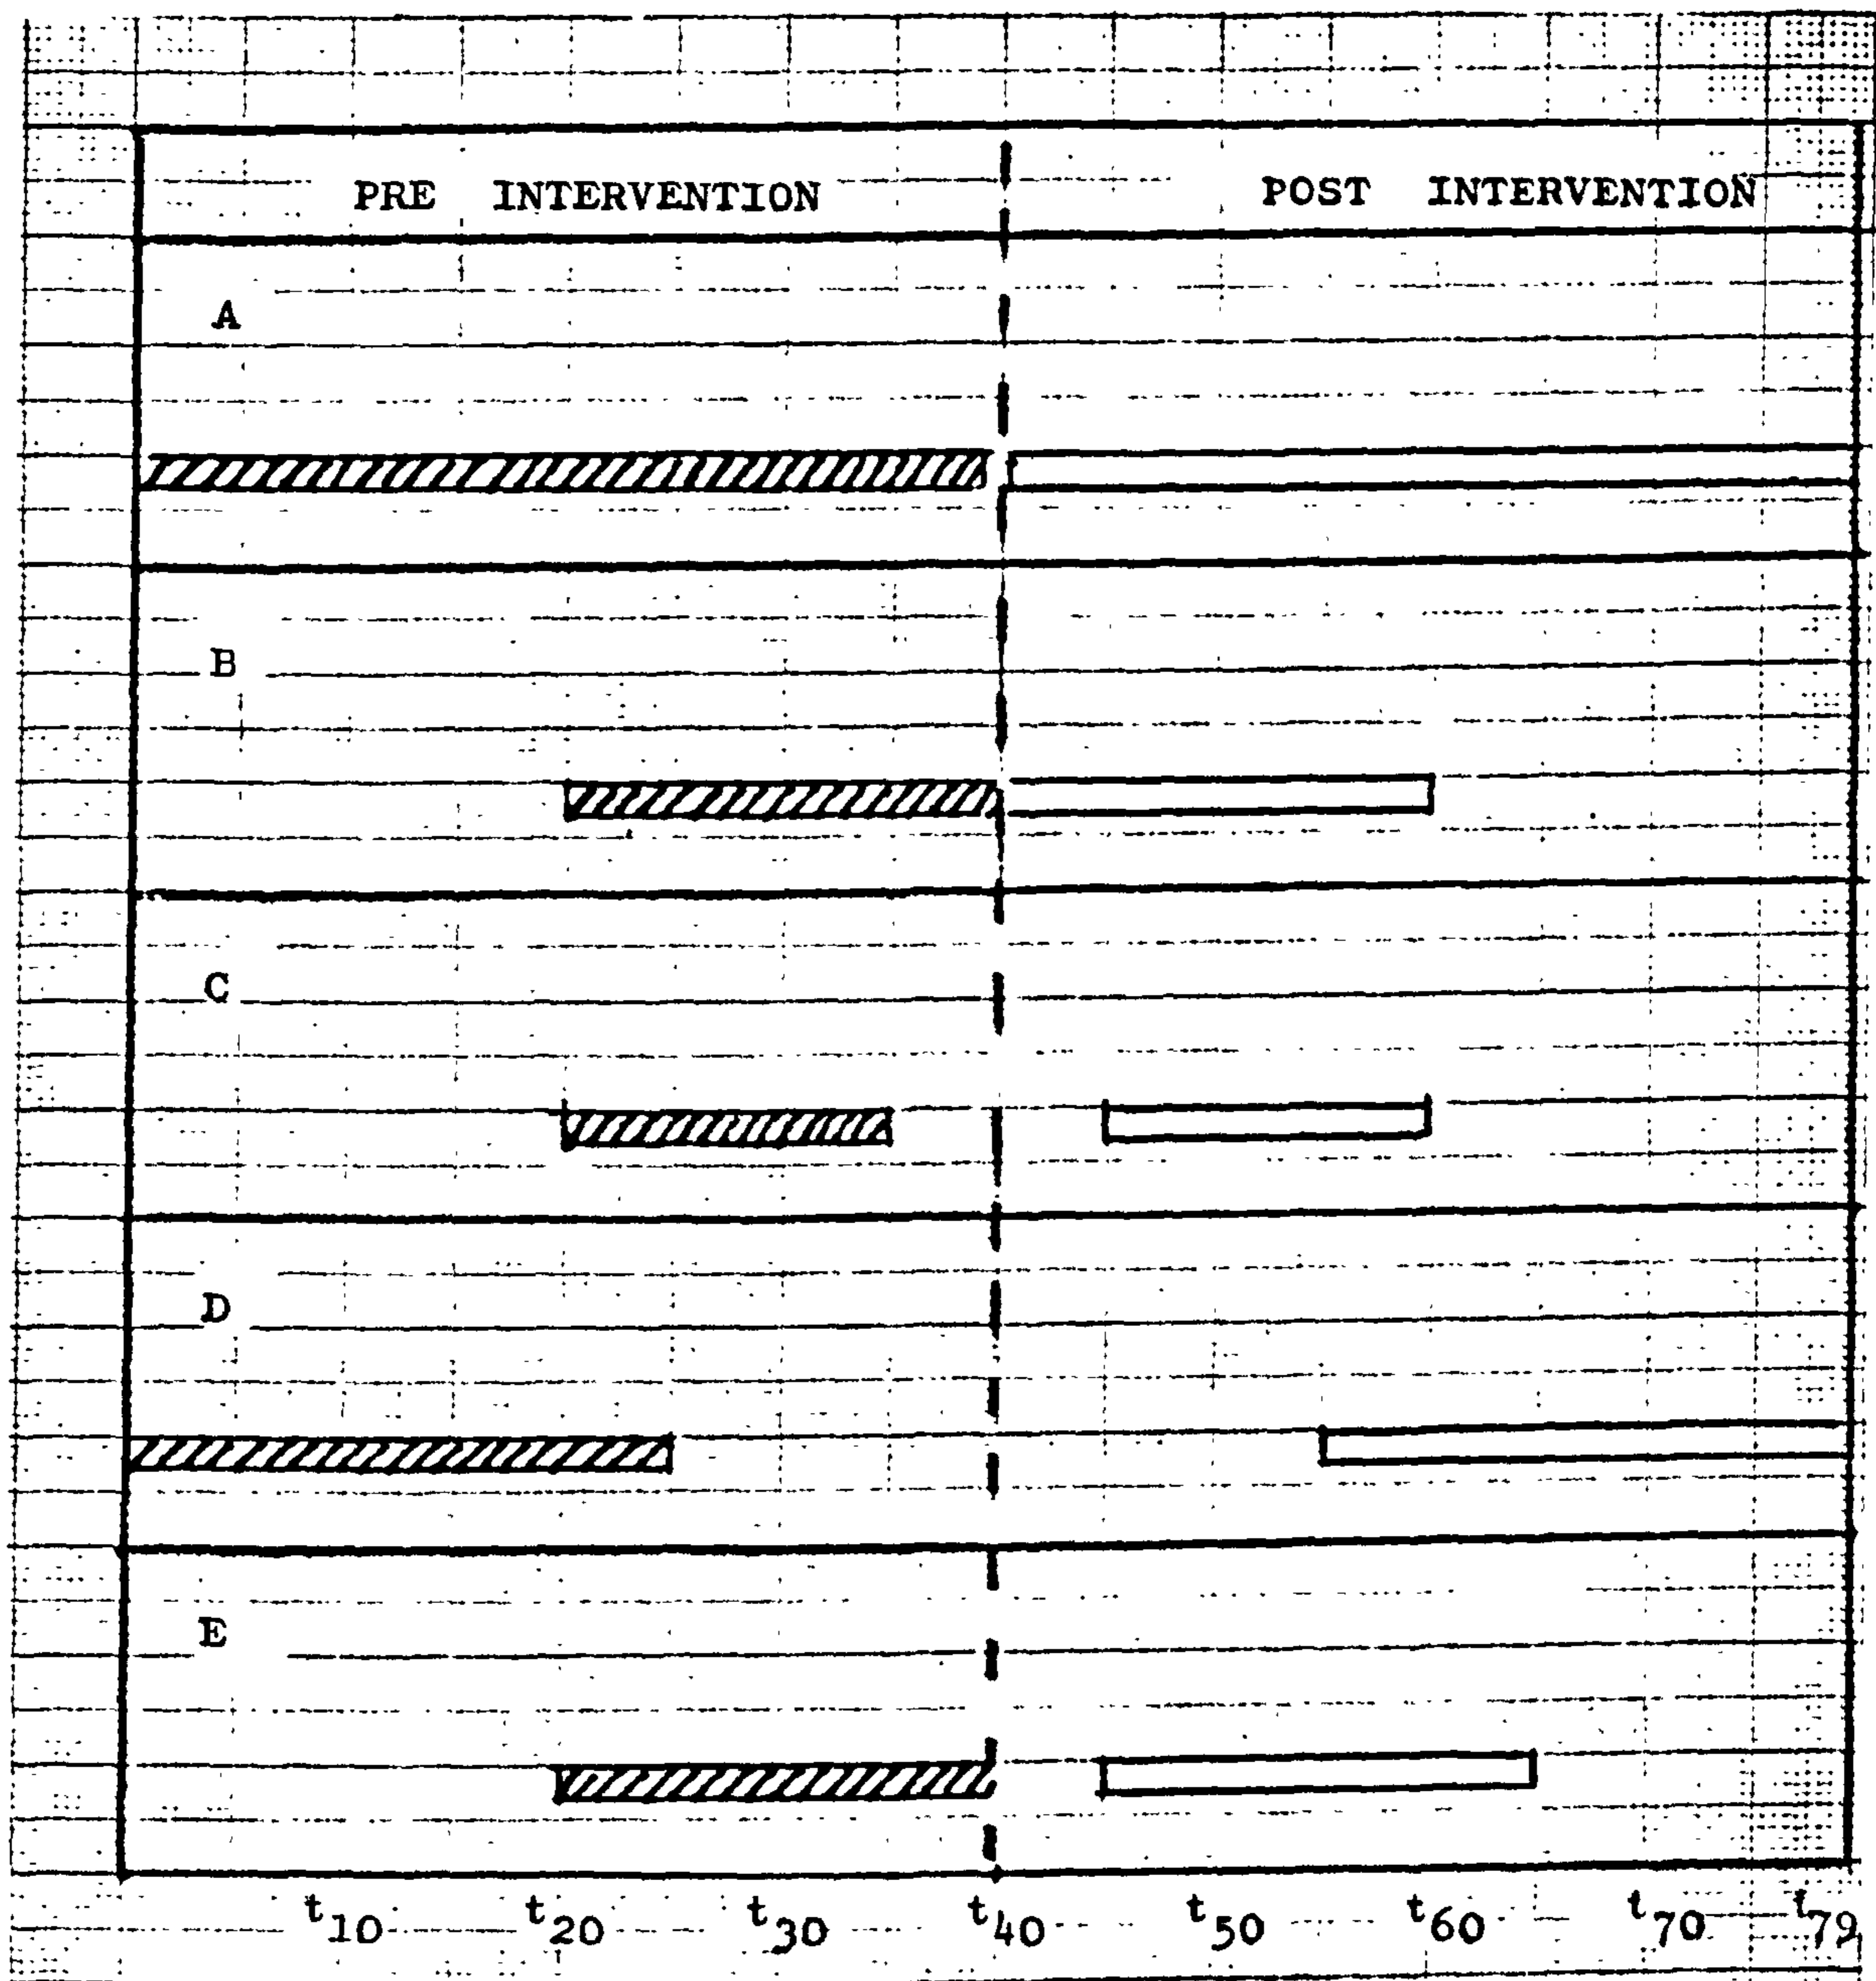 PRE INTERVENTION POST INTERVENTION
A
B
C
D
E
t10 t20 t30 t40 t50 t60 t70 t79